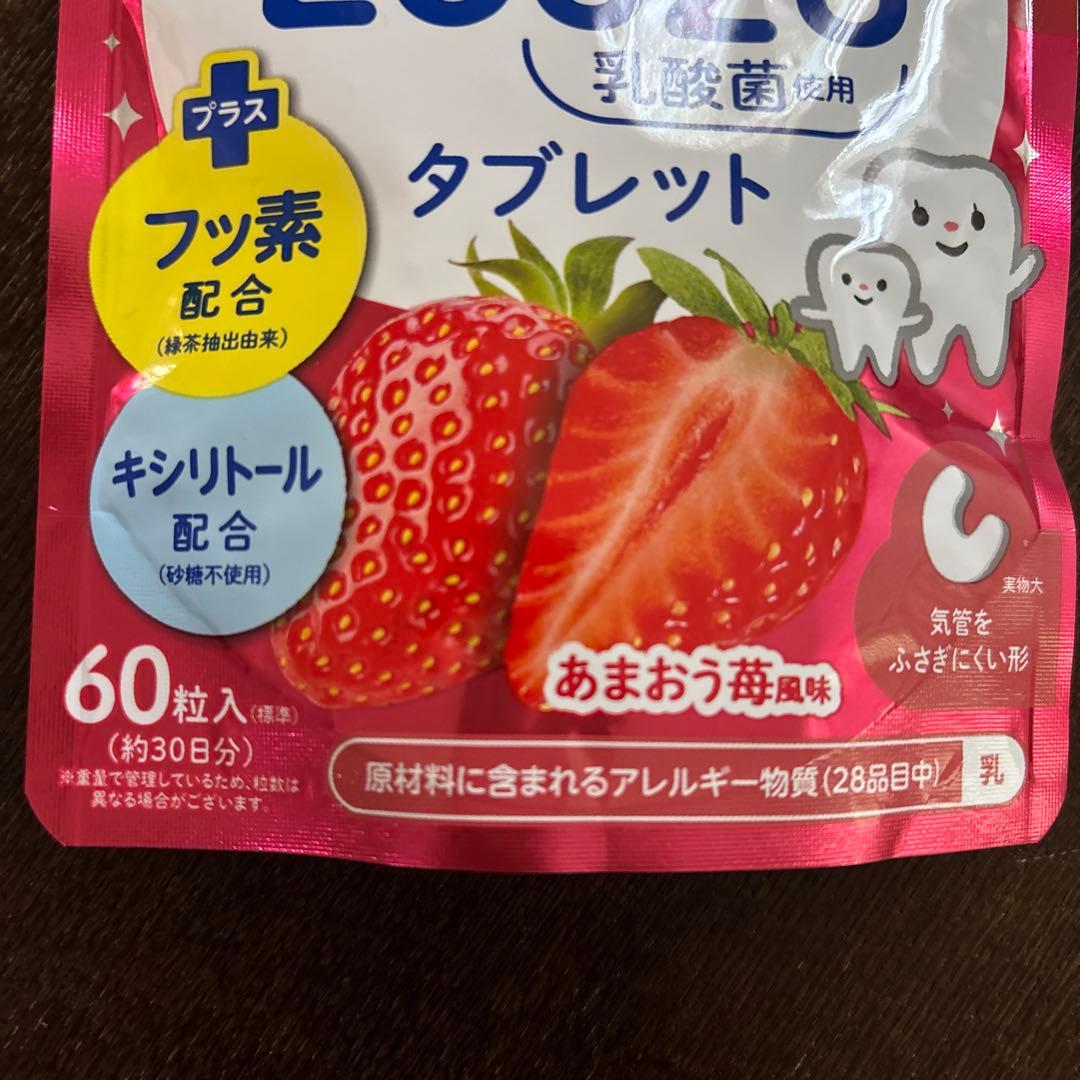 乳酸菌使用
タブレット
プラス
フッ素
配合
(緑茶抽出由来)
キシリトール
配合
(砂糖不使用)
実物大
気管を
ふさぎにくい形
あまおう苺風味
60粒入(標準)
(約30日分)
※重量で管理しているため、粒数は
異なる場合がございます。
原材料に含まれるアレルギー物質(28品目中) 乳